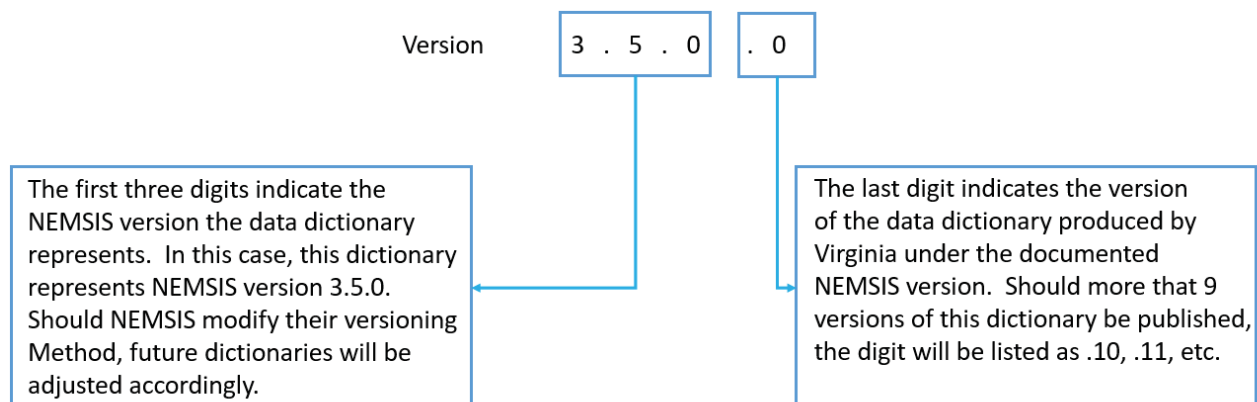 Version 3 . 5 . 0 . 0
The first three digits indicate the
NEMSIS version the data dictionary
represents.  In this case, this dictionary
represents NEMSIS version 3.5.0.
Should NEMSIS modify their versioning
Method, future dictionaries will be
adjusted accordingly.
The last digit indicates the version
of the data dictionary produced by
Virginia under the documented
NEMSIS version.  Should more that 9
versions of this dictionary be published,
the digit will be listed as .10, .11, etc.